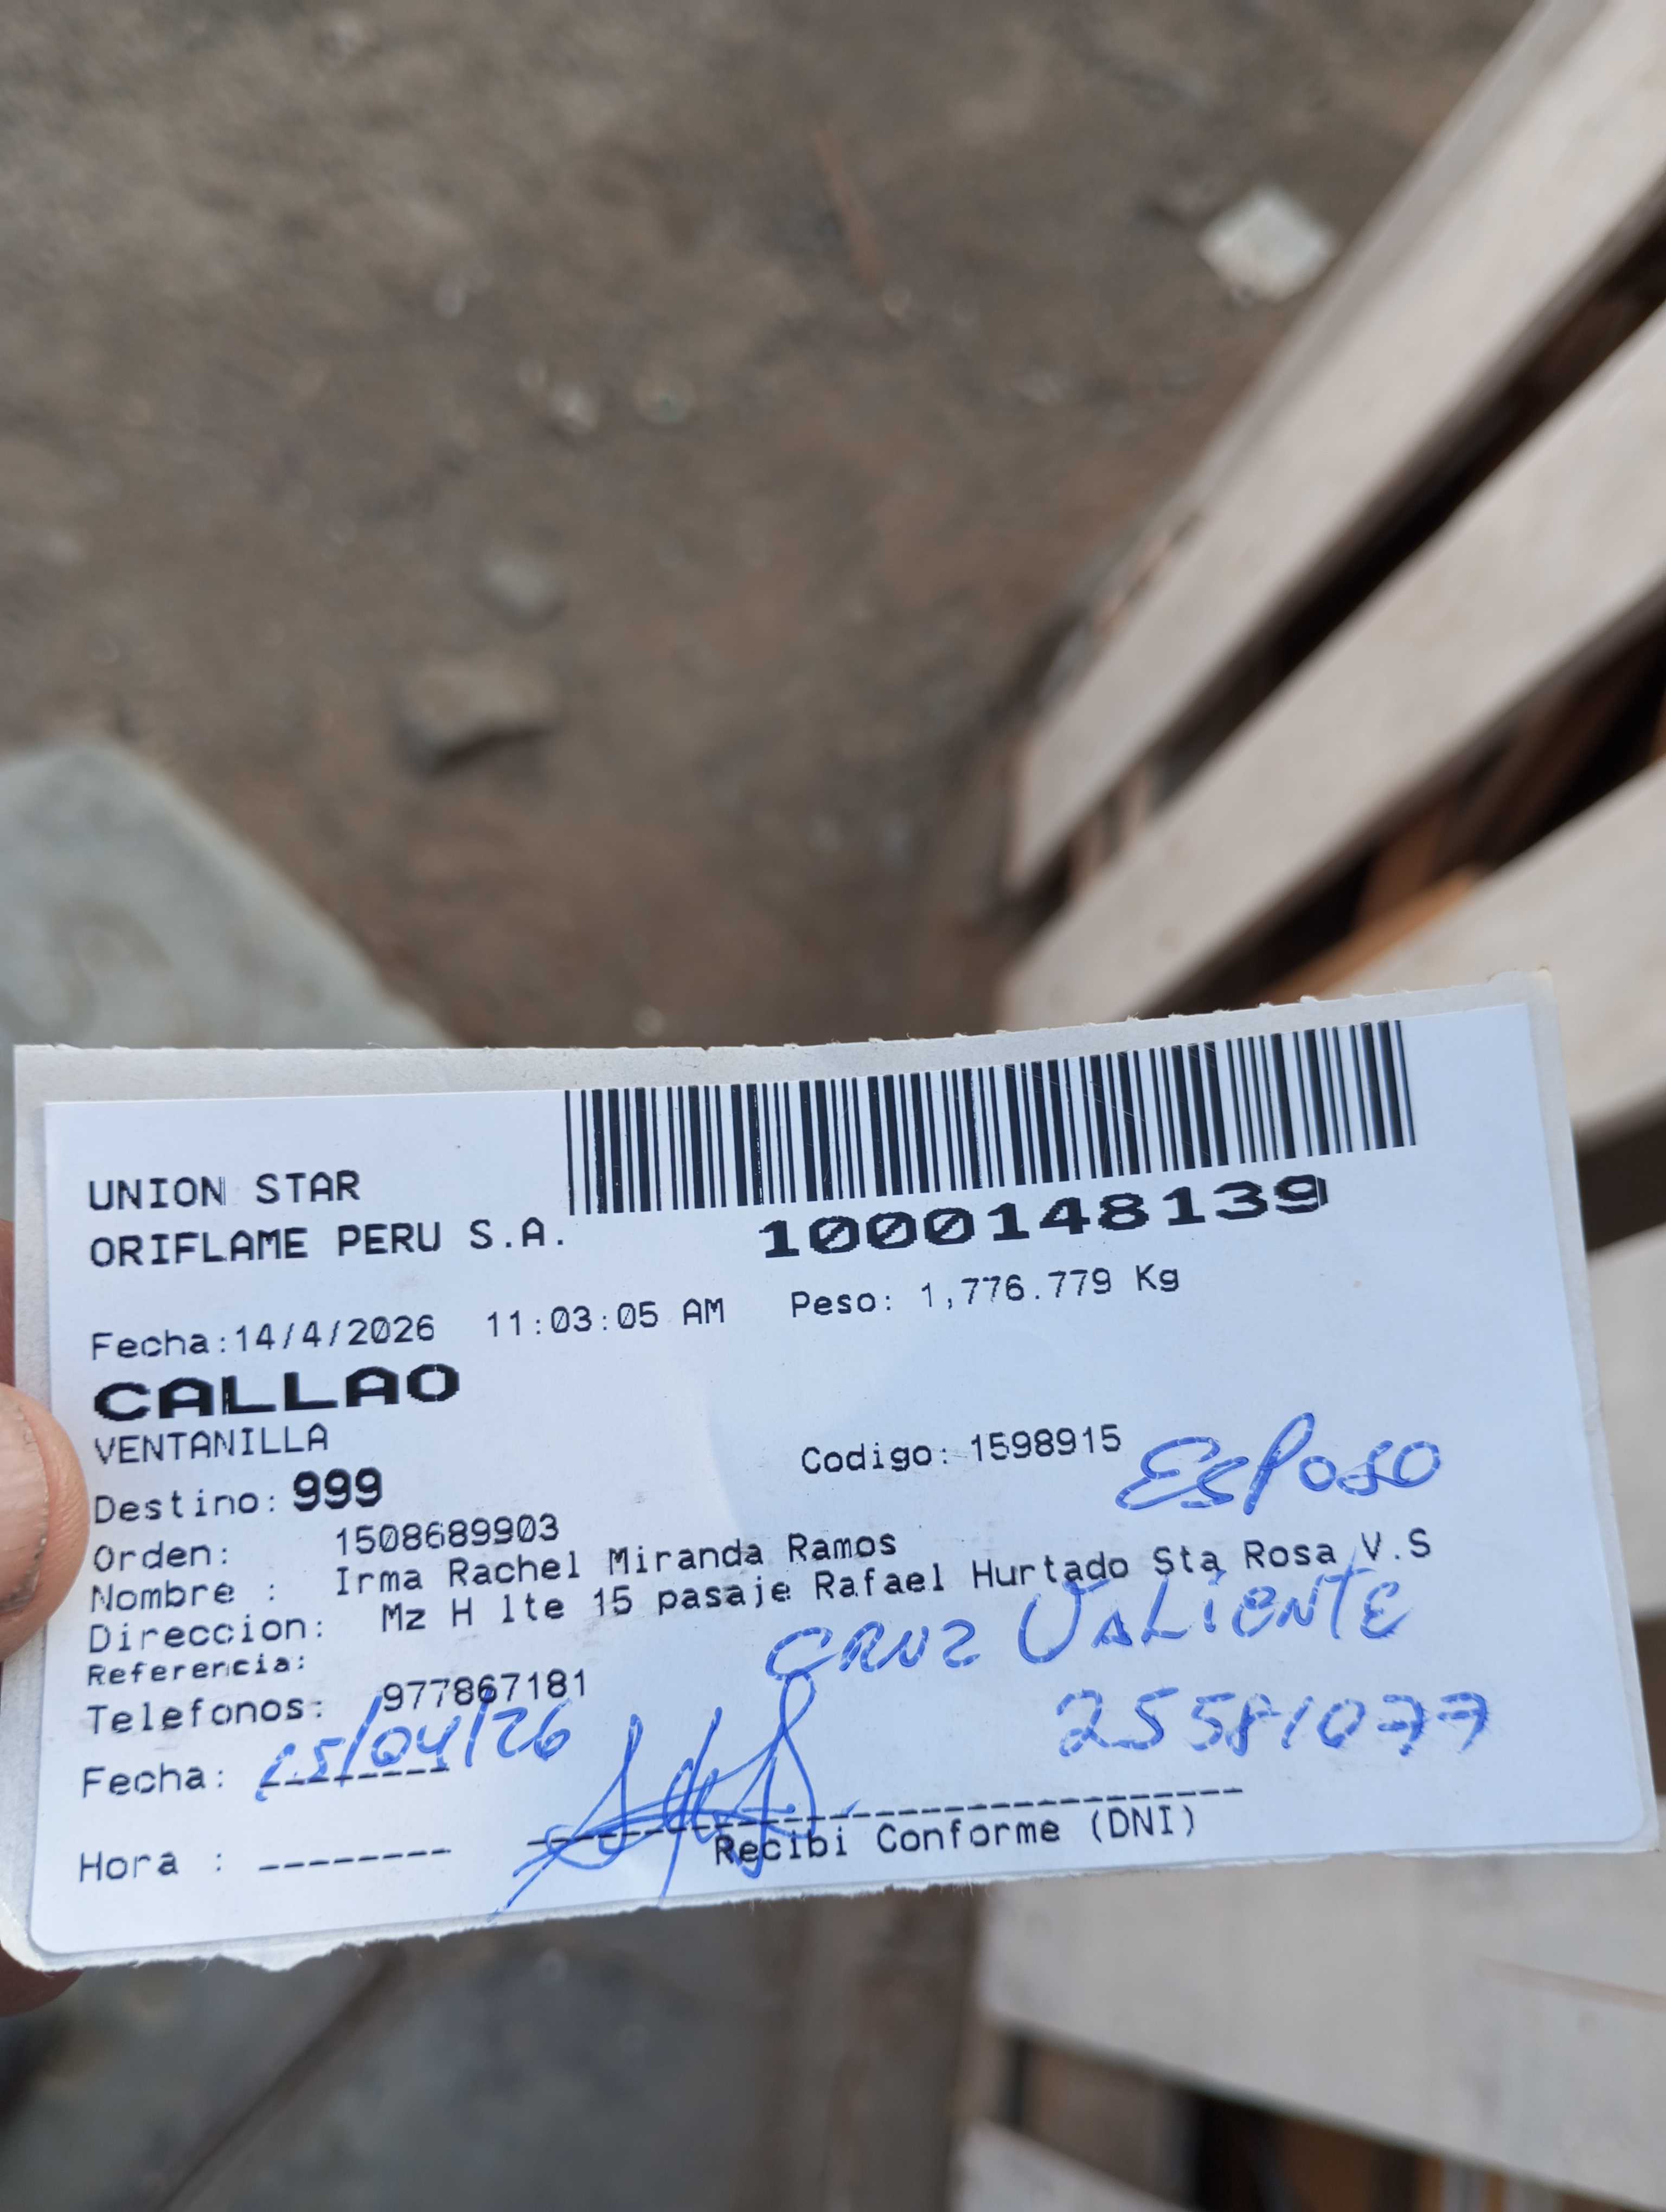 UNION STAR
ORIFLAME PERU S.A.
1000148139
Fecha:14/4/2026 11:03:05 AM Peso: 1,776.779 Kg
CALLAO
VENTANILLA
Codigo: 1598915 Esposo
Destino: 999
Orden: 1508689903
Nombre : Irma Rachel Miranda Ramos
Direccion: Mz H lte 15 pasaje Rafael Hurtado Sta Rosa V.S
Referencia: CRUZ VALIENTE
Telefonos: 977867181
25581077
Fecha: 15/04/26
Hora : --------
Recibi Conforme (DNI)